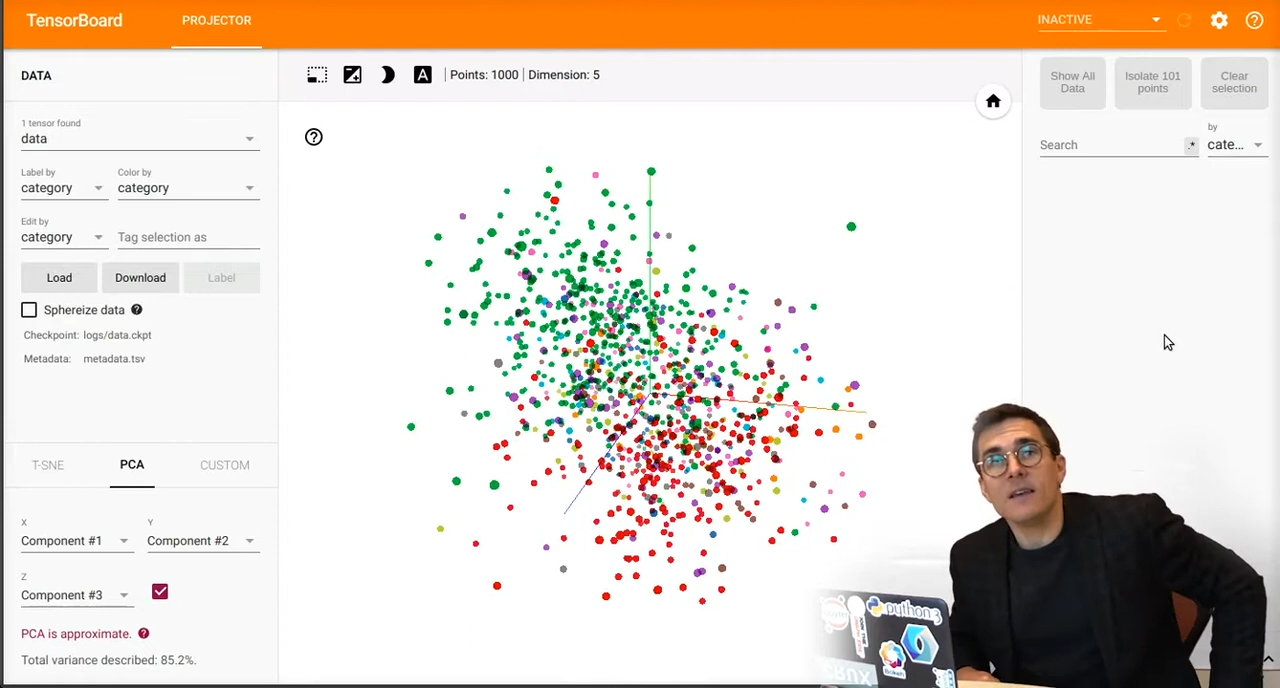 TensorBoard
PROJECTOR
INACTIVE
DATA
A
Points: 1000
Dimension: 5
Show All
Data
Isolate 101
points
Clear
selection
1 tensor found
data
Search
.*
by
cate...
Label by
category
Color by
category
Edit by
category
Tag selection as
Load
Download
Label
Sphereize data
Checkpoint: logs/data.ckpt
Metadata: metadata.tsv
T-SNE
PCA
CUSTOM
X
Component #1
Y
Component #2
Z
Component #3
PCA is approximate.
Total variance described: 85.2%.
python 3